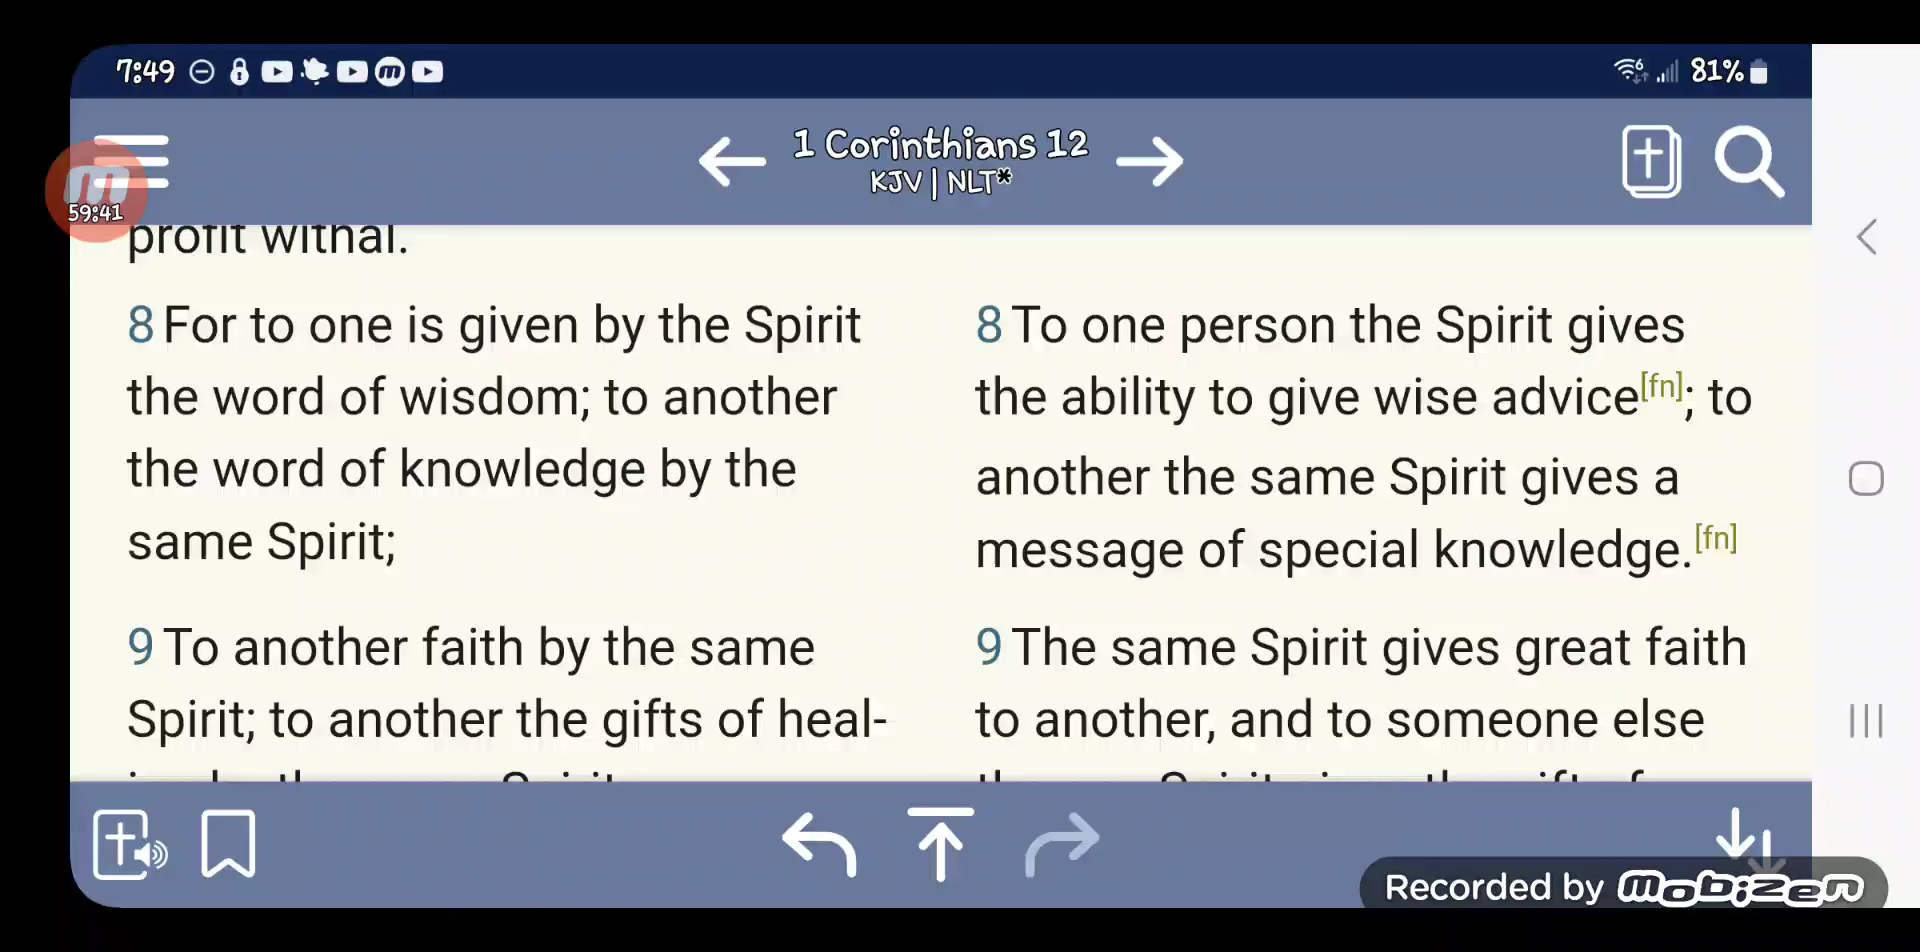 7:49
81%
1 Corinthians 12
KJV | NLT*
59:41
profit withal.
8 For to one is given by the Spirit
the word of wisdom; to another
the word of knowledge by the
same Spirit;
9 To another faith by the same
Spirit; to another the gifts of heal-
8 To one person the Spirit gives
the ability to give wise advice[fn]; to
another the same Spirit gives a
message of special knowledge.[fn]
9 The same Spirit gives great faith
to another, and to someone else
Recorded by Mobizen